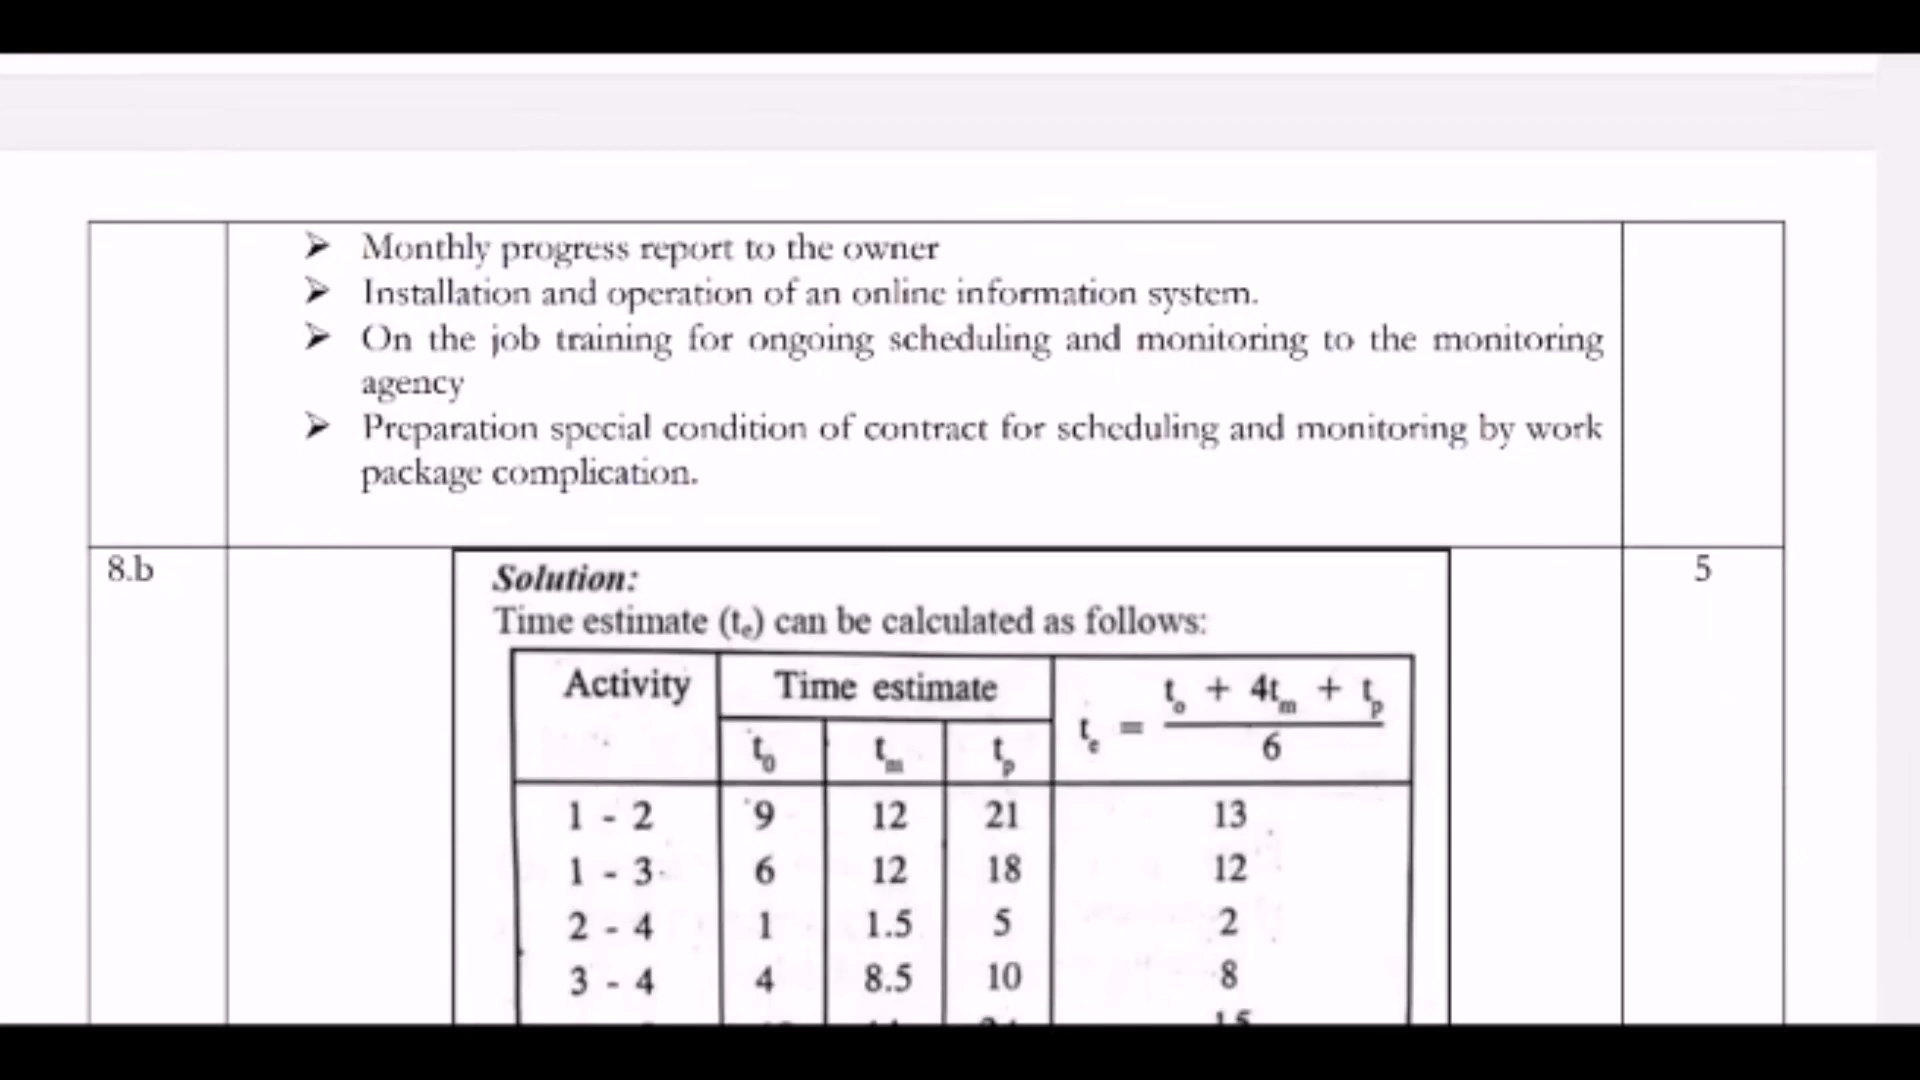 ➢ Monthly progress report to the owner
➢ Installation and operation of an online information system.
➢ On the job training for ongoing scheduling and monitoring to the monitoring
agency
➢ Preparation special condition of contract for scheduling and monitoring by work
package complication.
8.b
5
Solution:
Time estimate (te) can be calculated as follows:
Activity Time estimate te = to + 4tm + tp / 6
t0 tm tp
1 - 2 9 12 21 13
1 - 3 6 12 18 12
2 - 4 1 1.5 5 2
3 - 4 4 8.5 10 8
15